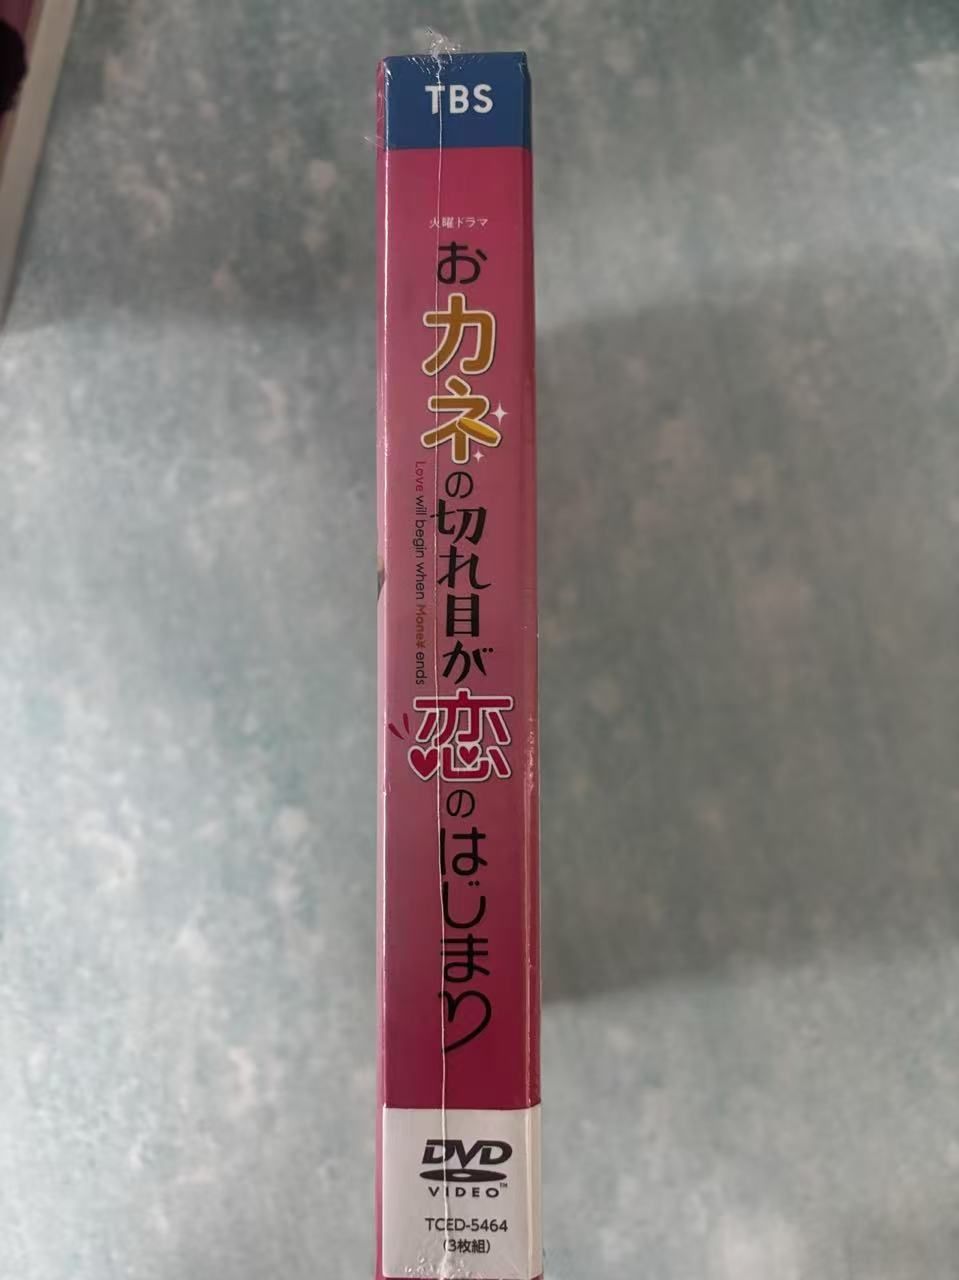 TBS
火曜ドラマ
おカネの切れ目が恋のはじまり
Love will begin when Money ends
DVD
VIDEO™
TCED-5464
(3枚組)